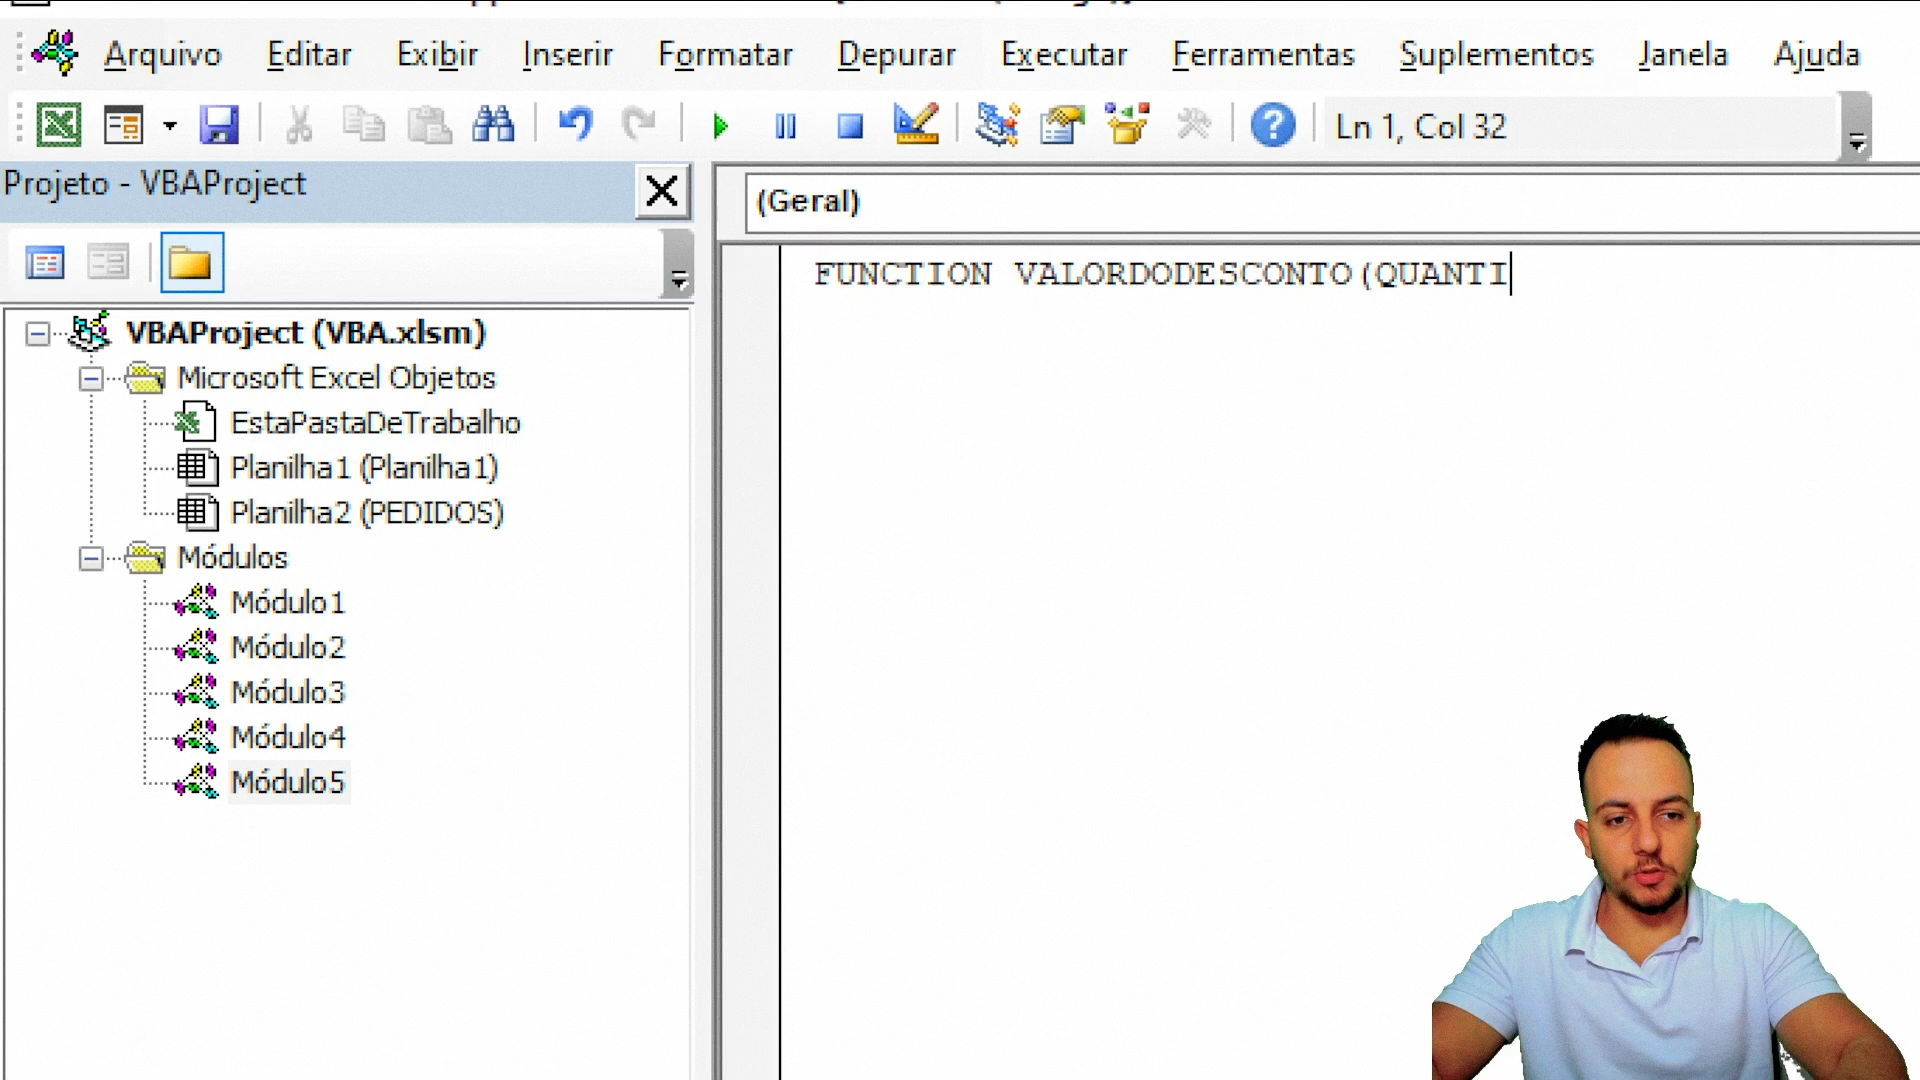 Arquivo Editar Exibir Inserir Formatar Depurar Executar Ferramentas Suplementos Janela Ajuda
Ln 1, Col 32
Projeto - VBAProject
(Geral)
FUNCTION VALORDODESCONTO(QUANTI
VBAProject (VBA.xlsm)
Microsoft Excel Objetos
EstaPastaDeTrabalho
Planilha1 (Planilha1)
Planilha2 (PEDIDOS)
Módulos
Módulo1
Módulo2
Módulo3
Módulo4
Módulo5